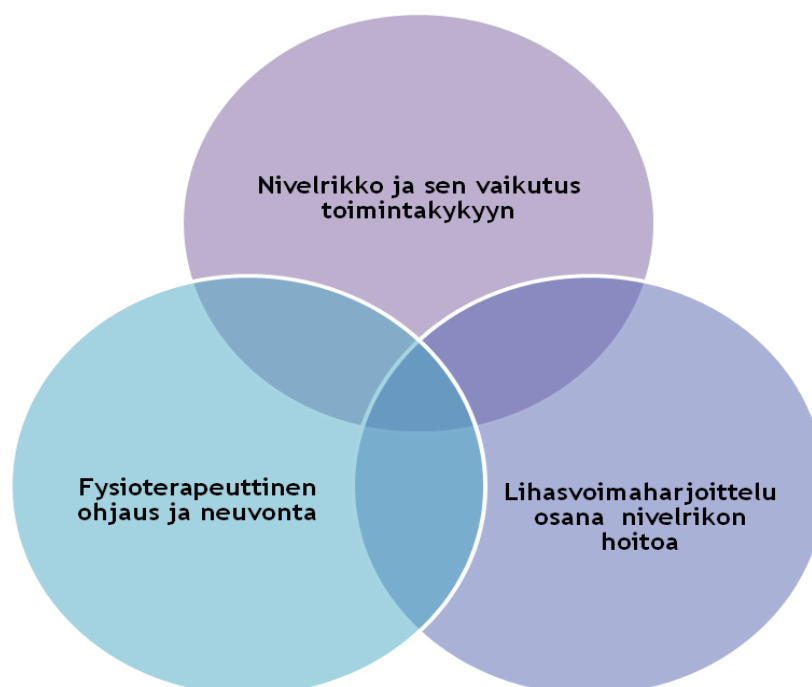 Nivelrikko ja sen vaikutus
toimintakykyyn
Fysioterapeuttinen
ohjaus ja neuvonta
Lihasvoimaharjoittelu
osana nivelrikon
hoitoa